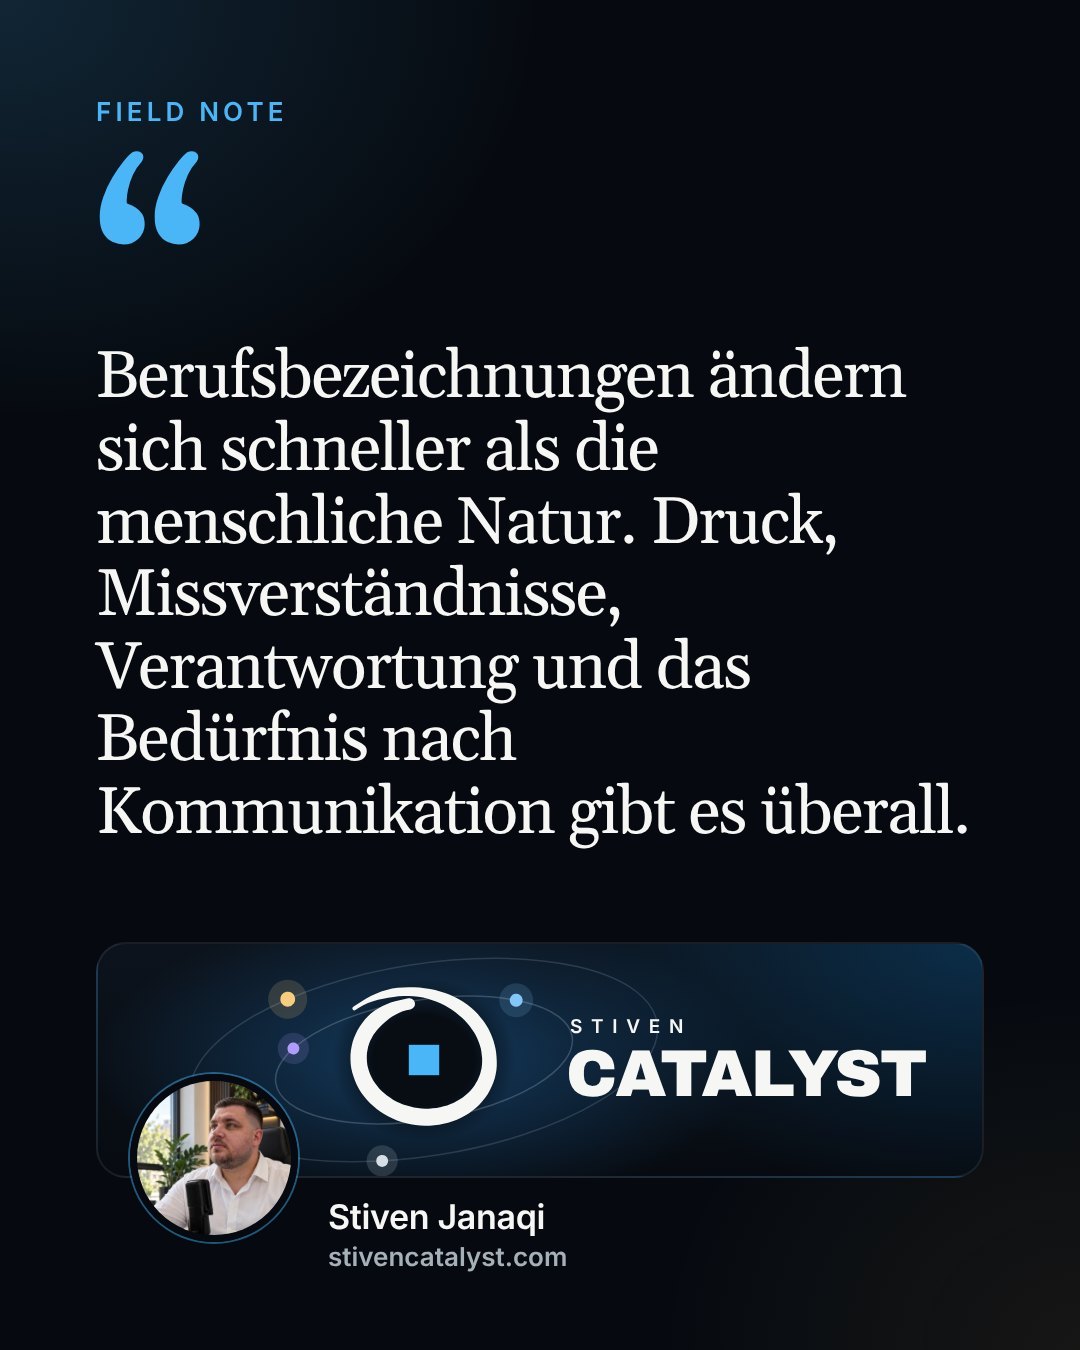 FIELD NOTE
“
Berufsbezeichnungen ändern
sich schneller als die
menschliche Natur. Druck,
Missverständnisse,
Verantwortung und das
Bedürfnis nach
Kommunikation gibt es überall.
STIVEN
CATALYST
Stiven Janaqi
stivencatalyst.com